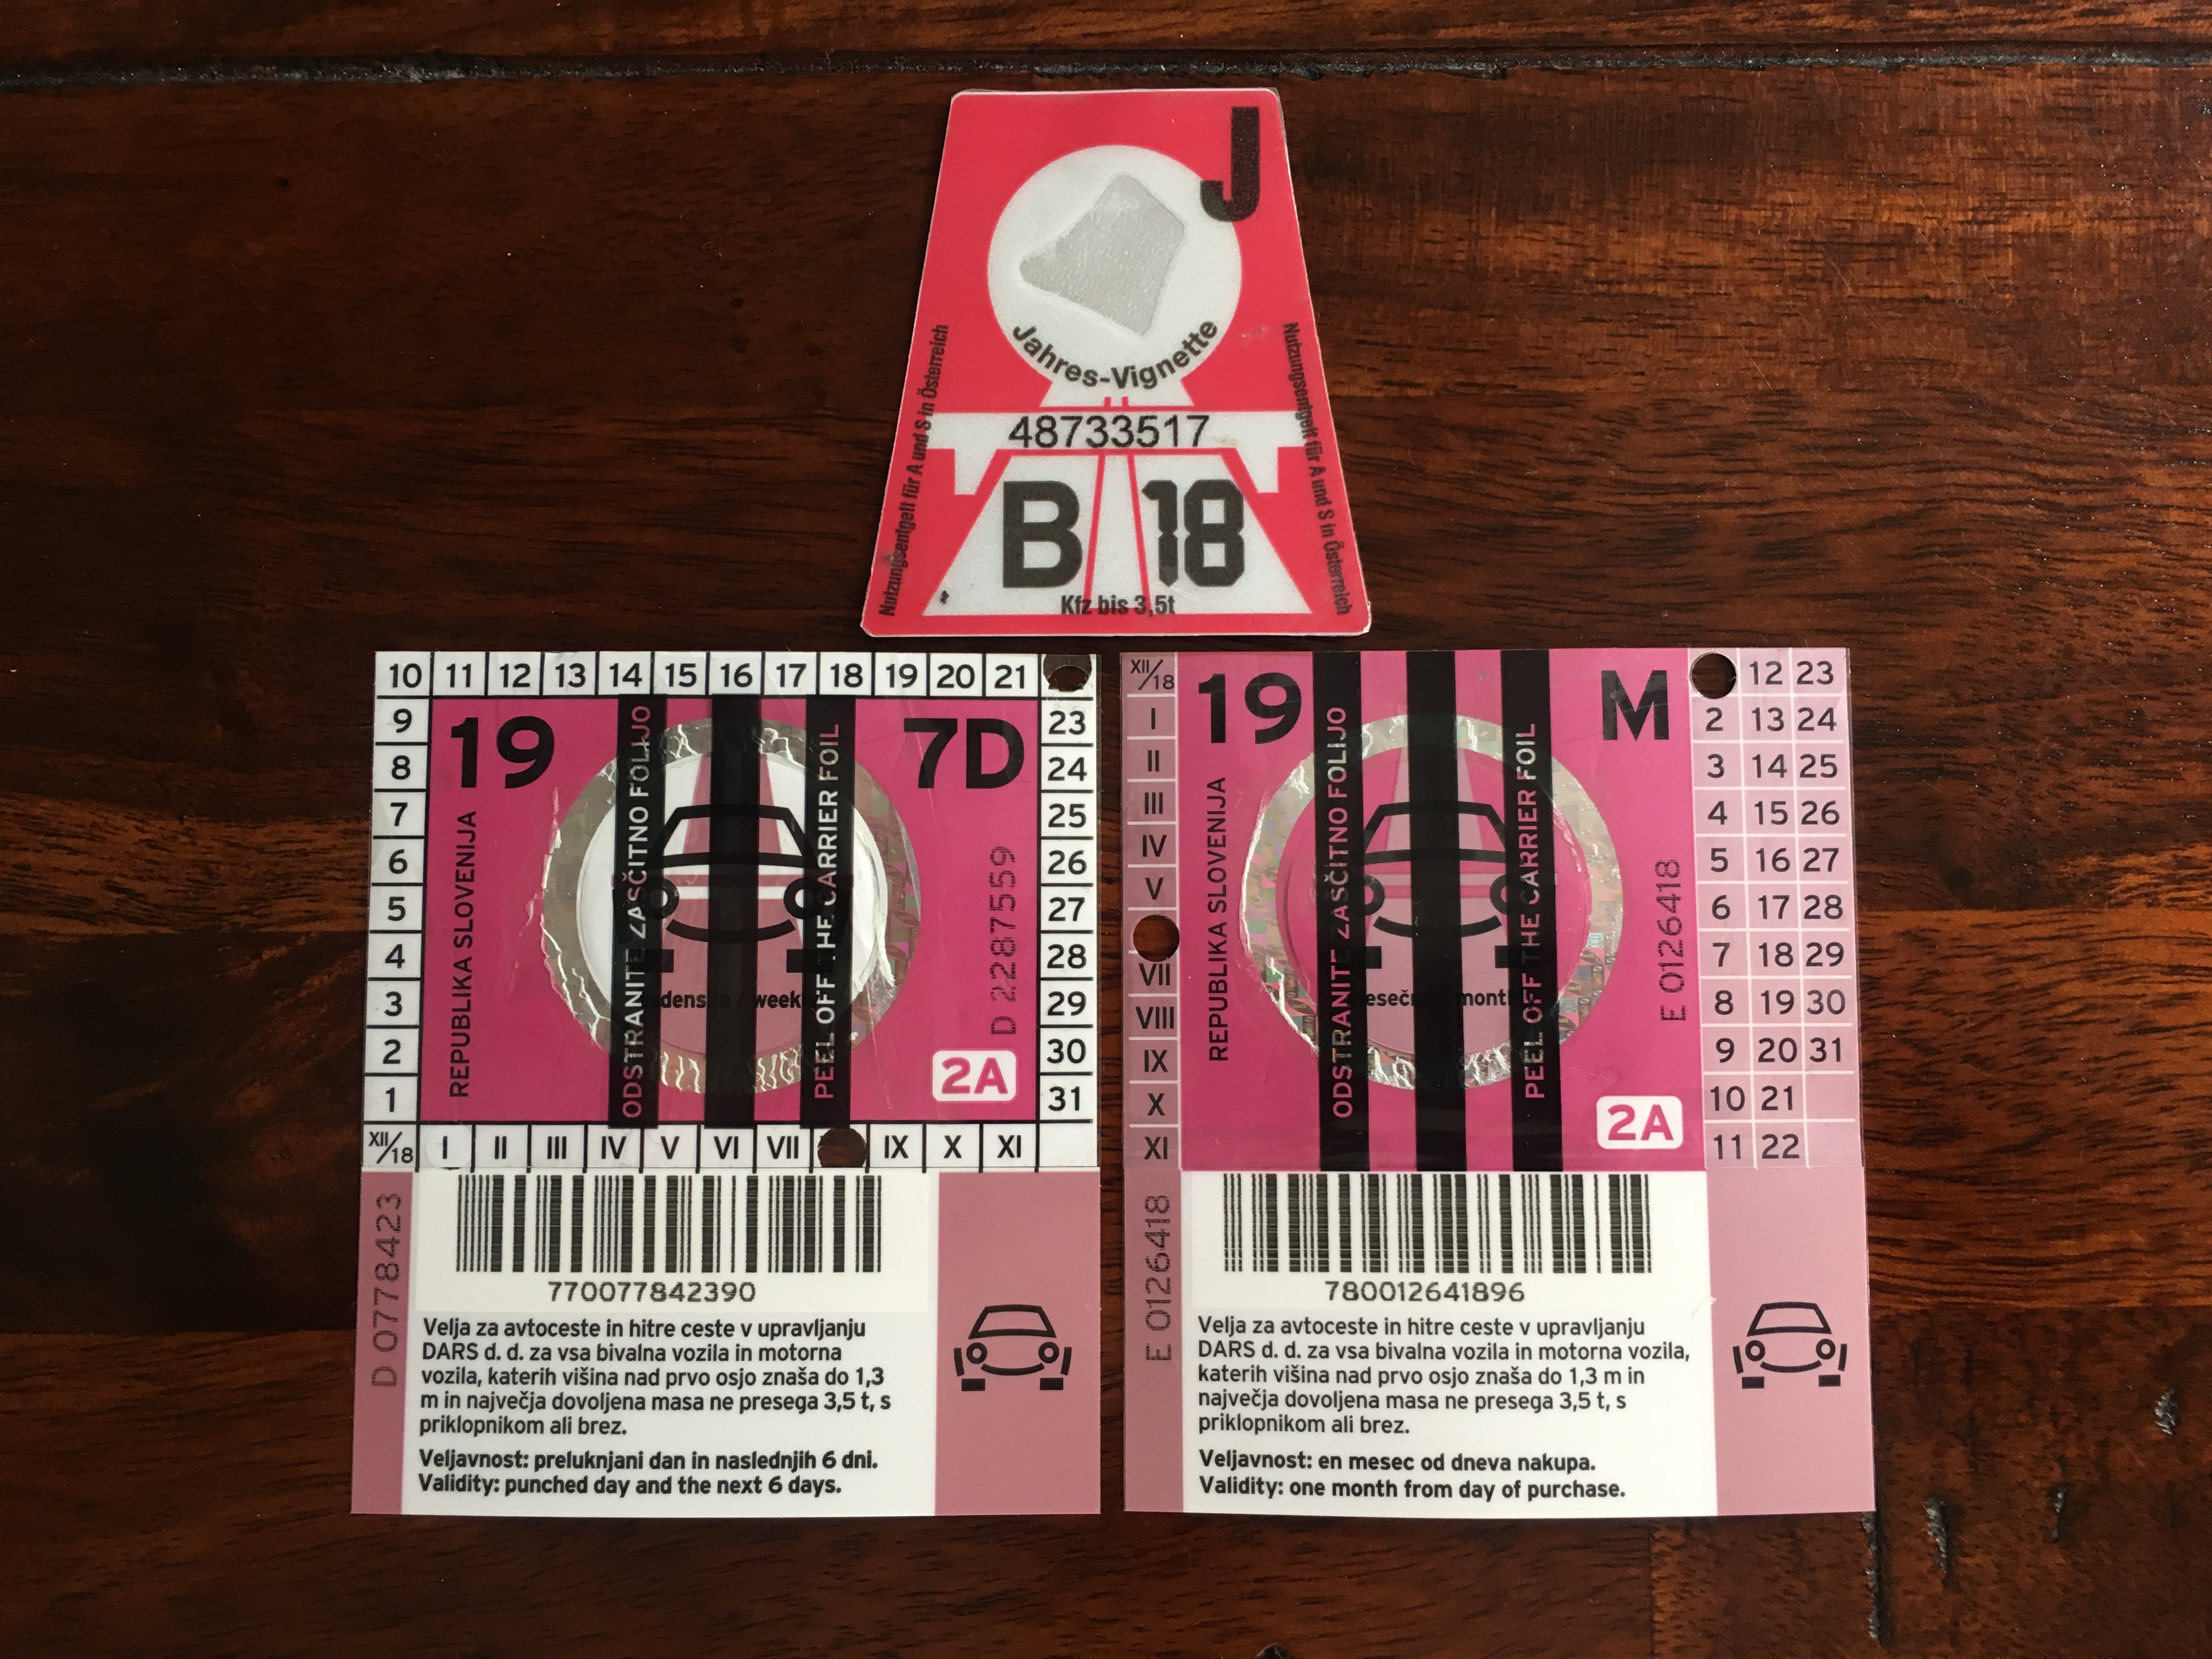 J
Jahres-Vignette
48733517
B 18
Kfz bis 3,5t
Nutzungsentgelt für A und S in Österreich
Nutzungsentgelt für A und S in Österreich
10 11 12 13 14 15 16 17 18 19 20 21
9
8
7
6
5
4
3
2
1
23
24
25
26
27
28
29
30
31
19
7D
REPUBLIKA SLOVENIJA
ODSTRANITE ZAŠČITNO FOLIJO
PEEL OFF THE CARRIER FOIL
D 2287559
2A
XII/18 I II III IV V VI VII IX X XI
D 0778423
770077842390
Velja za avtoceste in hitre ceste v upravljanju
DARS d. d. za vsa bivalna vozila in motorna
vozila, katerih višina nad prvo osjo znaša do 1,3
m in največja dovoljena masa ne presega 3,5 t, s
priklopnikom ali brez.
Veljavnost: preluknjani dan in naslednjih 6 dni.
Validity: punched day and the next 6 days.
XII/18
I
II
III
IV
V
VII
VIII
IX
X
XI
19
M
REPUBLIKA SLOVENIJA
ODSTRANITE ZAŠČITNO FOLIJO
PEEL OFF THE CARRIER FOIL
E 0126418
2A
12 23
2 13 24
3 14 25
4 15 26
5 16 27
6 17 28
7 18 29
8 19 30
9 20 31
10 21
11 22
E 0126418
780012641896
Velja za avtoceste in hitre ceste v upravljanju
DARS d. d. za vsa bivalna vozila in motorna vozila,
katerih višina nad prvo osjo znaša do 1,3 m in
največja dovoljena masa ne presega 3,5 t, s
priklopnikom ali brez.
Veljavnost: en mesec od dneva nakupa.
Validity: one month from day of purchase.